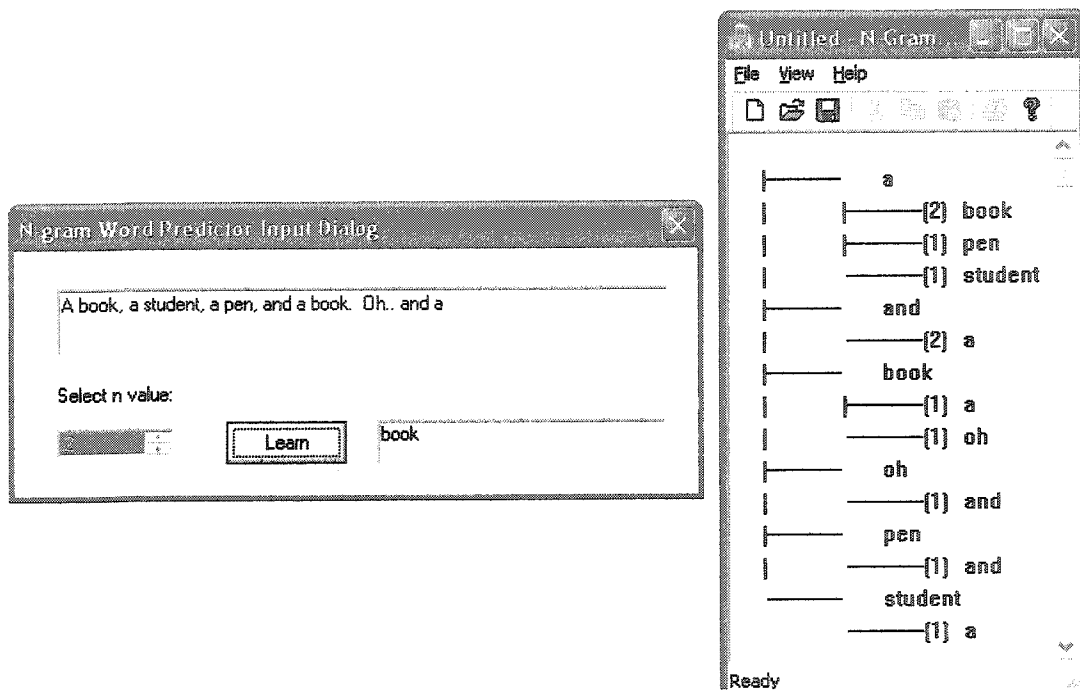 N-gram Word Predictor Input Dialog
A book, a student, a pen, and a book. Oh.. and a
Select n value:
2
Learn
book
Untitled - N-Gram...
File View Help
a
(2) book
(1) pen
(1) student
and
(2) a
book
(1) a
(1) oh
oh
(1) and
pen
(1) and
student
(1) a
Ready